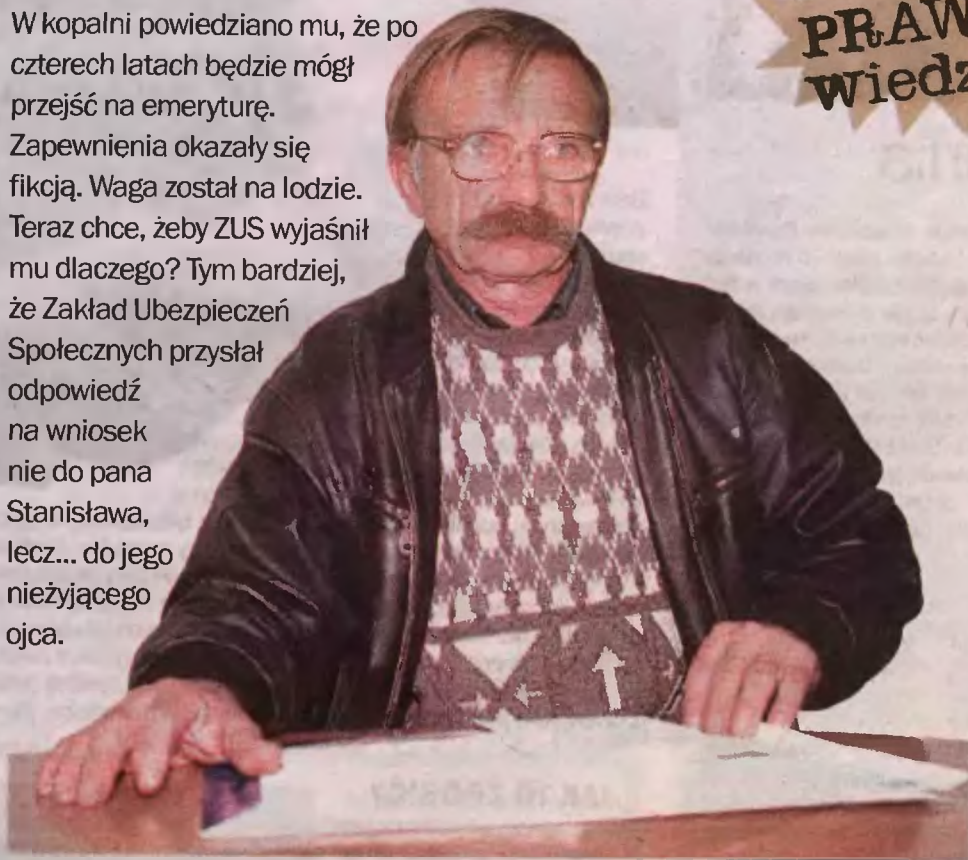 W kopalni powiedziano mu, że po
czterech latach będzie mógł
przejść na emeryturę.
Zapewnienia okazały się
fikcją. Waga został na lodzie.
Teraz chce, żeby ZUS wyjaśnił
mu dlaczego? Tym bardziej,
że Zakład Ubezpieczeń
Społecznych przysłał
odpowiedź
na wniosek
nie do pana
Stanisława,
lecz... do jego
nieżyjącego
ojca.